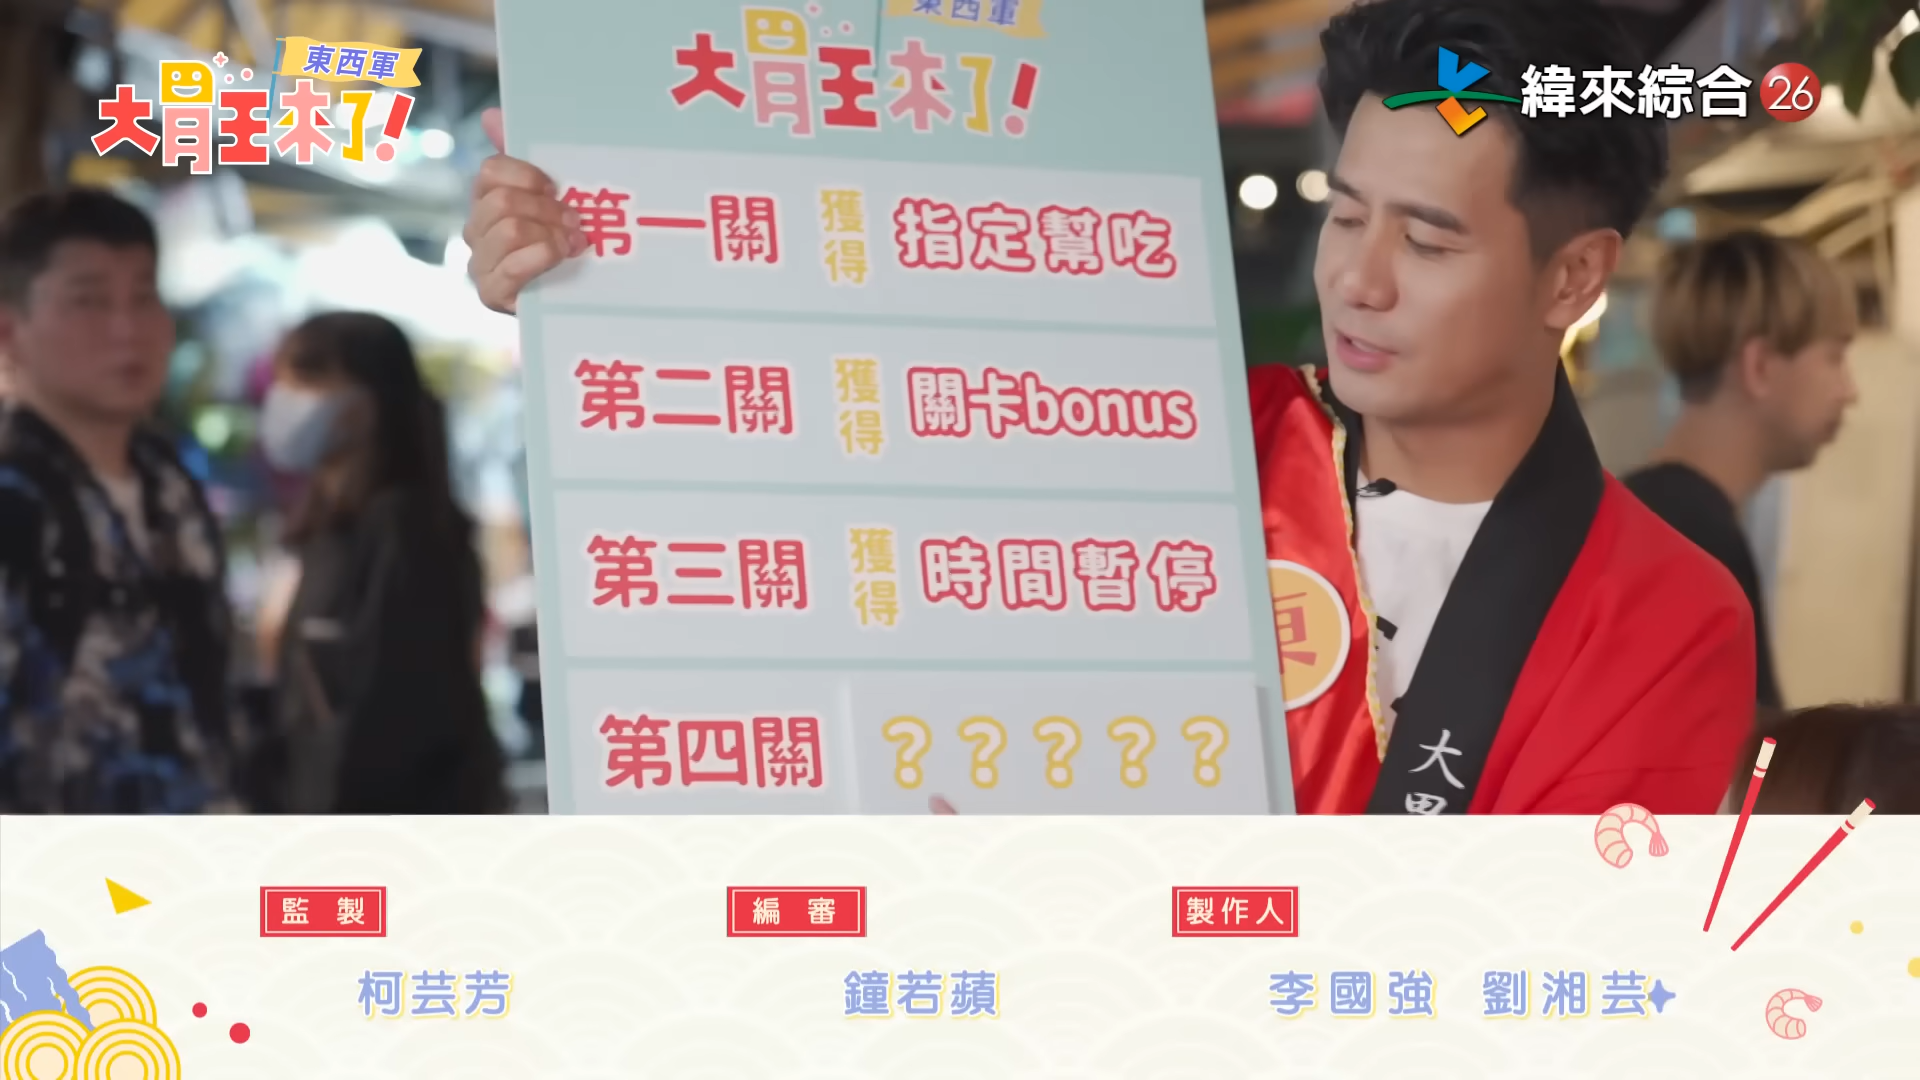 東西軍
大胃王來了!
緯來綜合 26
東西軍
大胃王來了!
第一關 獲得 指定幫吃
第二關 獲得 關卡bonus
第三關 獲得 時間暫停
第四關 ?????
東
大胃
監製
柯芸芳
編審
鐘若蘋
製作人
李國強 劉湘芸